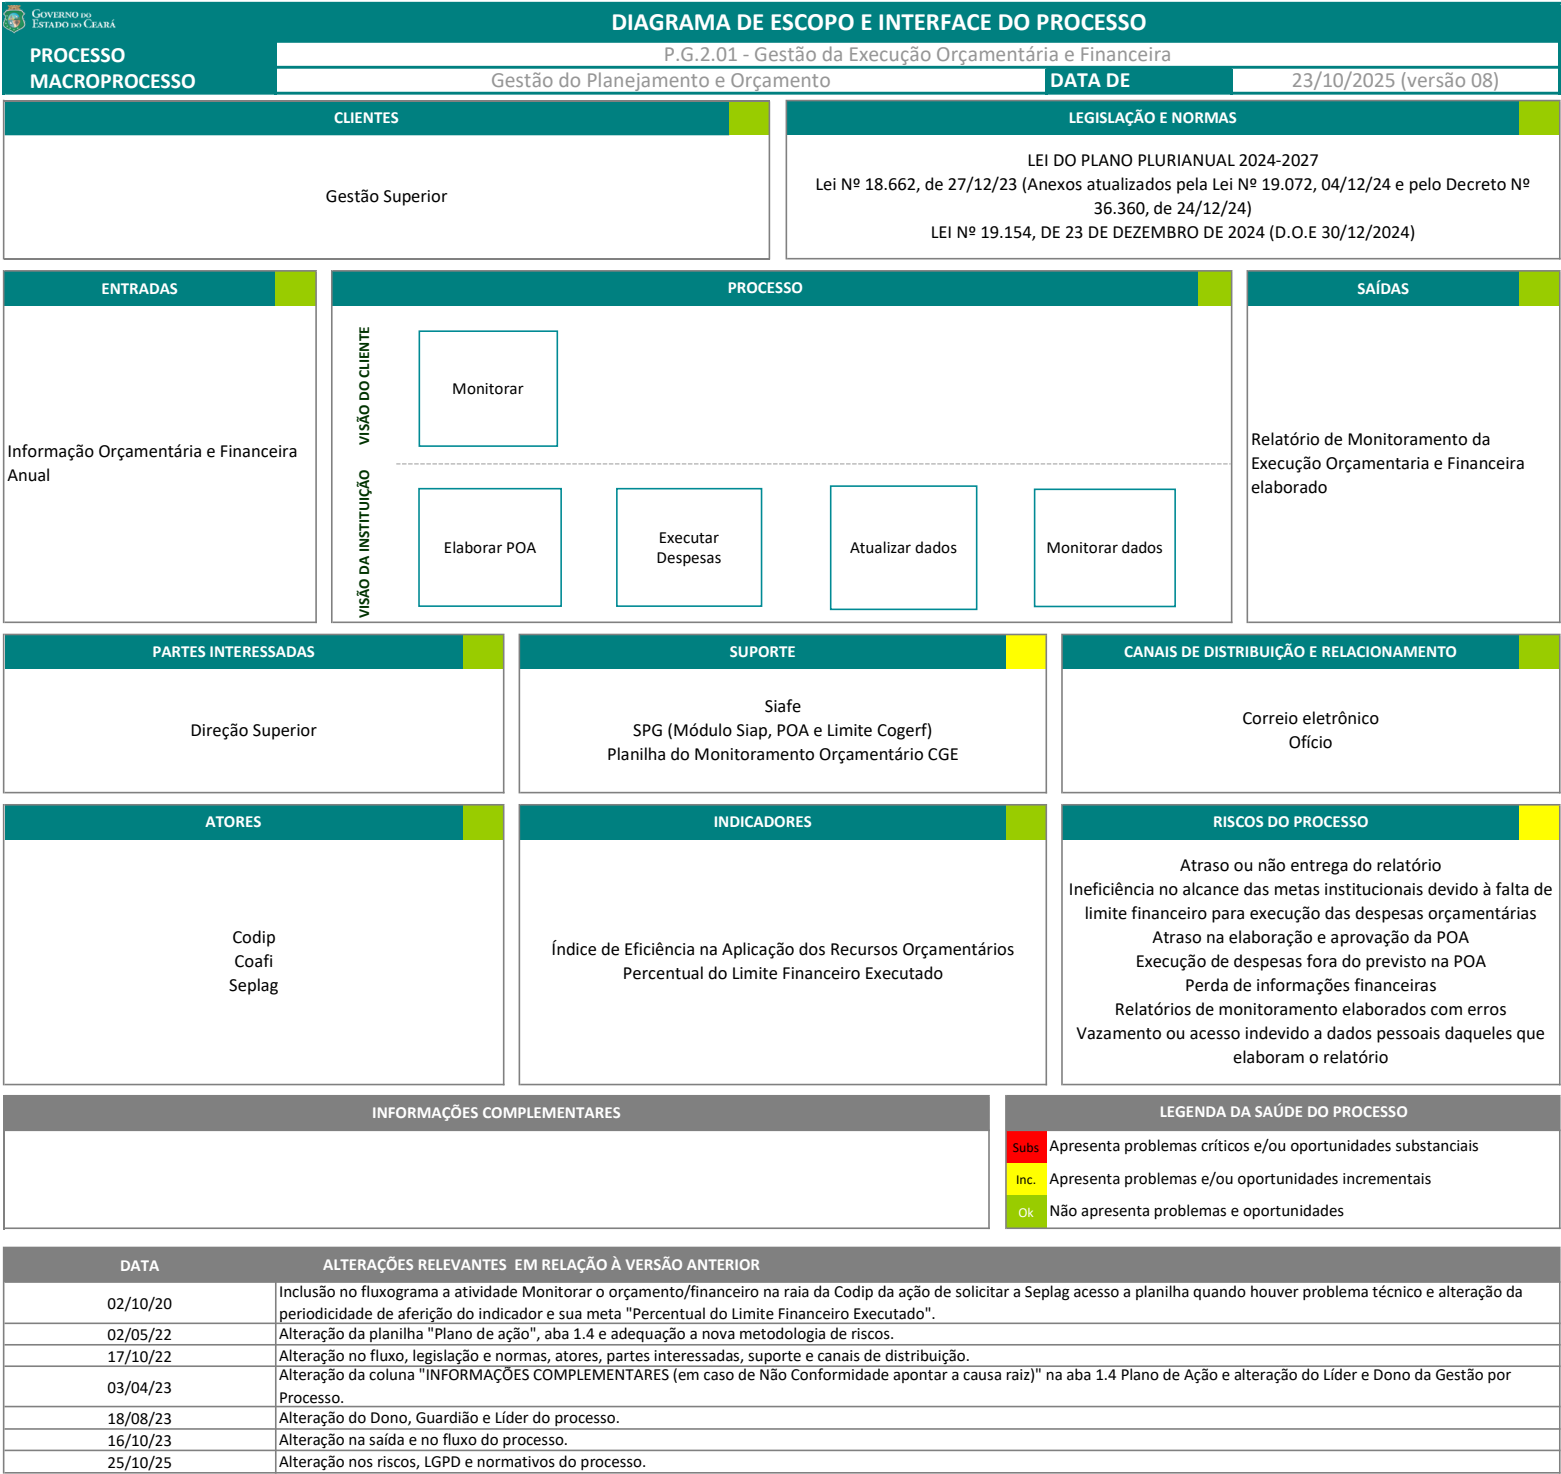 GOVERNO DO
ESTADO DO CEARÁ
DIAGRAMA DE ESCOPO E INTERFACE DO PROCESSO
PROCESSO
P.G.2.01 - Gestão da Execução Orçamentária e Financeira
MACROPROCESSO
Gestão do Planejamento e Orçamento
DATA DE
23/10/2025 (versão 08)
CLIENTES
Gestão Superior
LEGISLAÇÃO E NORMAS
LEI DO PLANO PLURIANUAL 2024-2027
Lei Nº 18.662, de 27/12/23 (Anexos atualizados pela Lei Nº 19.072, 04/12/24 e pelo Decreto Nº
36.360, de 24/12/24)
LEI Nº 19.154, DE 23 DE DEZEMBRO DE 2024 (D.O.E 30/12/2024)
ENTRADAS
Informação Orçamentária e Financeira
Anual
PROCESSO
VISÃO DO CLIENTE
Monitorar
VISÃO DA INSTITUIÇÃO
Elaborar POA
Executar
Despesas
Atualizar dados
Monitorar dados
SAÍDAS
Relatório de Monitoramento da
Execução Orçamentaria e Financeira
elaborado
PARTES INTERESSADAS
Direção Superior
SUPORTE
Siafe
SPG (Módulo Siap, POA e Limite Cogerf)
Planilha do Monitoramento Orçamentário CGE
CANAIS DE DISTRIBUIÇÃO E RELACIONAMENTO
Correio eletrônico
Ofício
ATORES
Codip
Coafi
Seplag
INDICADORES
Índice de Eficiência na Aplicação dos Recursos Orçamentários
Percentual do Limite Financeiro Executado
RISCOS DO PROCESSO
Atraso ou não entrega do relatório
Ineficiência no alcance das metas institucionais devido à falta de
limite financeiro para execução das despesas orçamentárias
Atraso na elaboração e aprovação da POA
Execução de despesas fora do previsto na POA
Perda de informações financeiras
Relatórios de monitoramento elaborados com erros
Vazamento ou acesso indevido a dados pessoais daqueles que
elaboram o relatório
INFORMAÇÕES COMPLEMENTARES
LEGENDA DA SAÚDE DO PROCESSO
Subs Apresenta problemas críticos e/ou oportunidades substanciais
Inc. Apresenta problemas e/ou oportunidades incrementais
Ok Não apresenta problemas e oportunidades
DATA ALTERAÇÕES RELEVANTES EM RELAÇÃO À VERSÃO ANTERIOR
02/10/20 Inclusão no fluxograma a atividade Monitorar o orçamento/financeiro na raia da Codip da ação de solicitar a Seplag acesso a planilha quando houver problema técnico e alteração da
periodicidade de aferição do indicador e sua meta "Percentual do Limite Financeiro Executado".
02/05/22 Alteração da planilha "Plano de ação", aba 1.4 e adequação a nova metodologia de riscos.
17/10/22 Alteração no fluxo, legislação e normas, atores, partes interessadas, suporte e canais de distribuição.
03/04/23 Alteração da coluna "INFORMAÇÕES COMPLEMENTARES (em caso de Não Conformidade apontar a causa raiz)" na aba 1.4 Plano de Ação e alteração do Líder e Dono da Gestão por
Processo.
18/08/23 Alteração do Dono, Guardião e Líder do processo.
16/10/23 Alteração na saída e no fluxo do processo.
25/10/25 Alteração nos riscos, LGPD e normativos do processo.